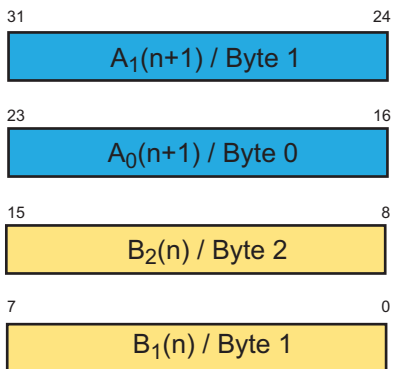 31 24
A₁(n+1) / Byte 1
23 16
A₀(n+1) / Byte 0
15 8
B₂(n) / Byte 2
7 0
B₁(n) / Byte 1